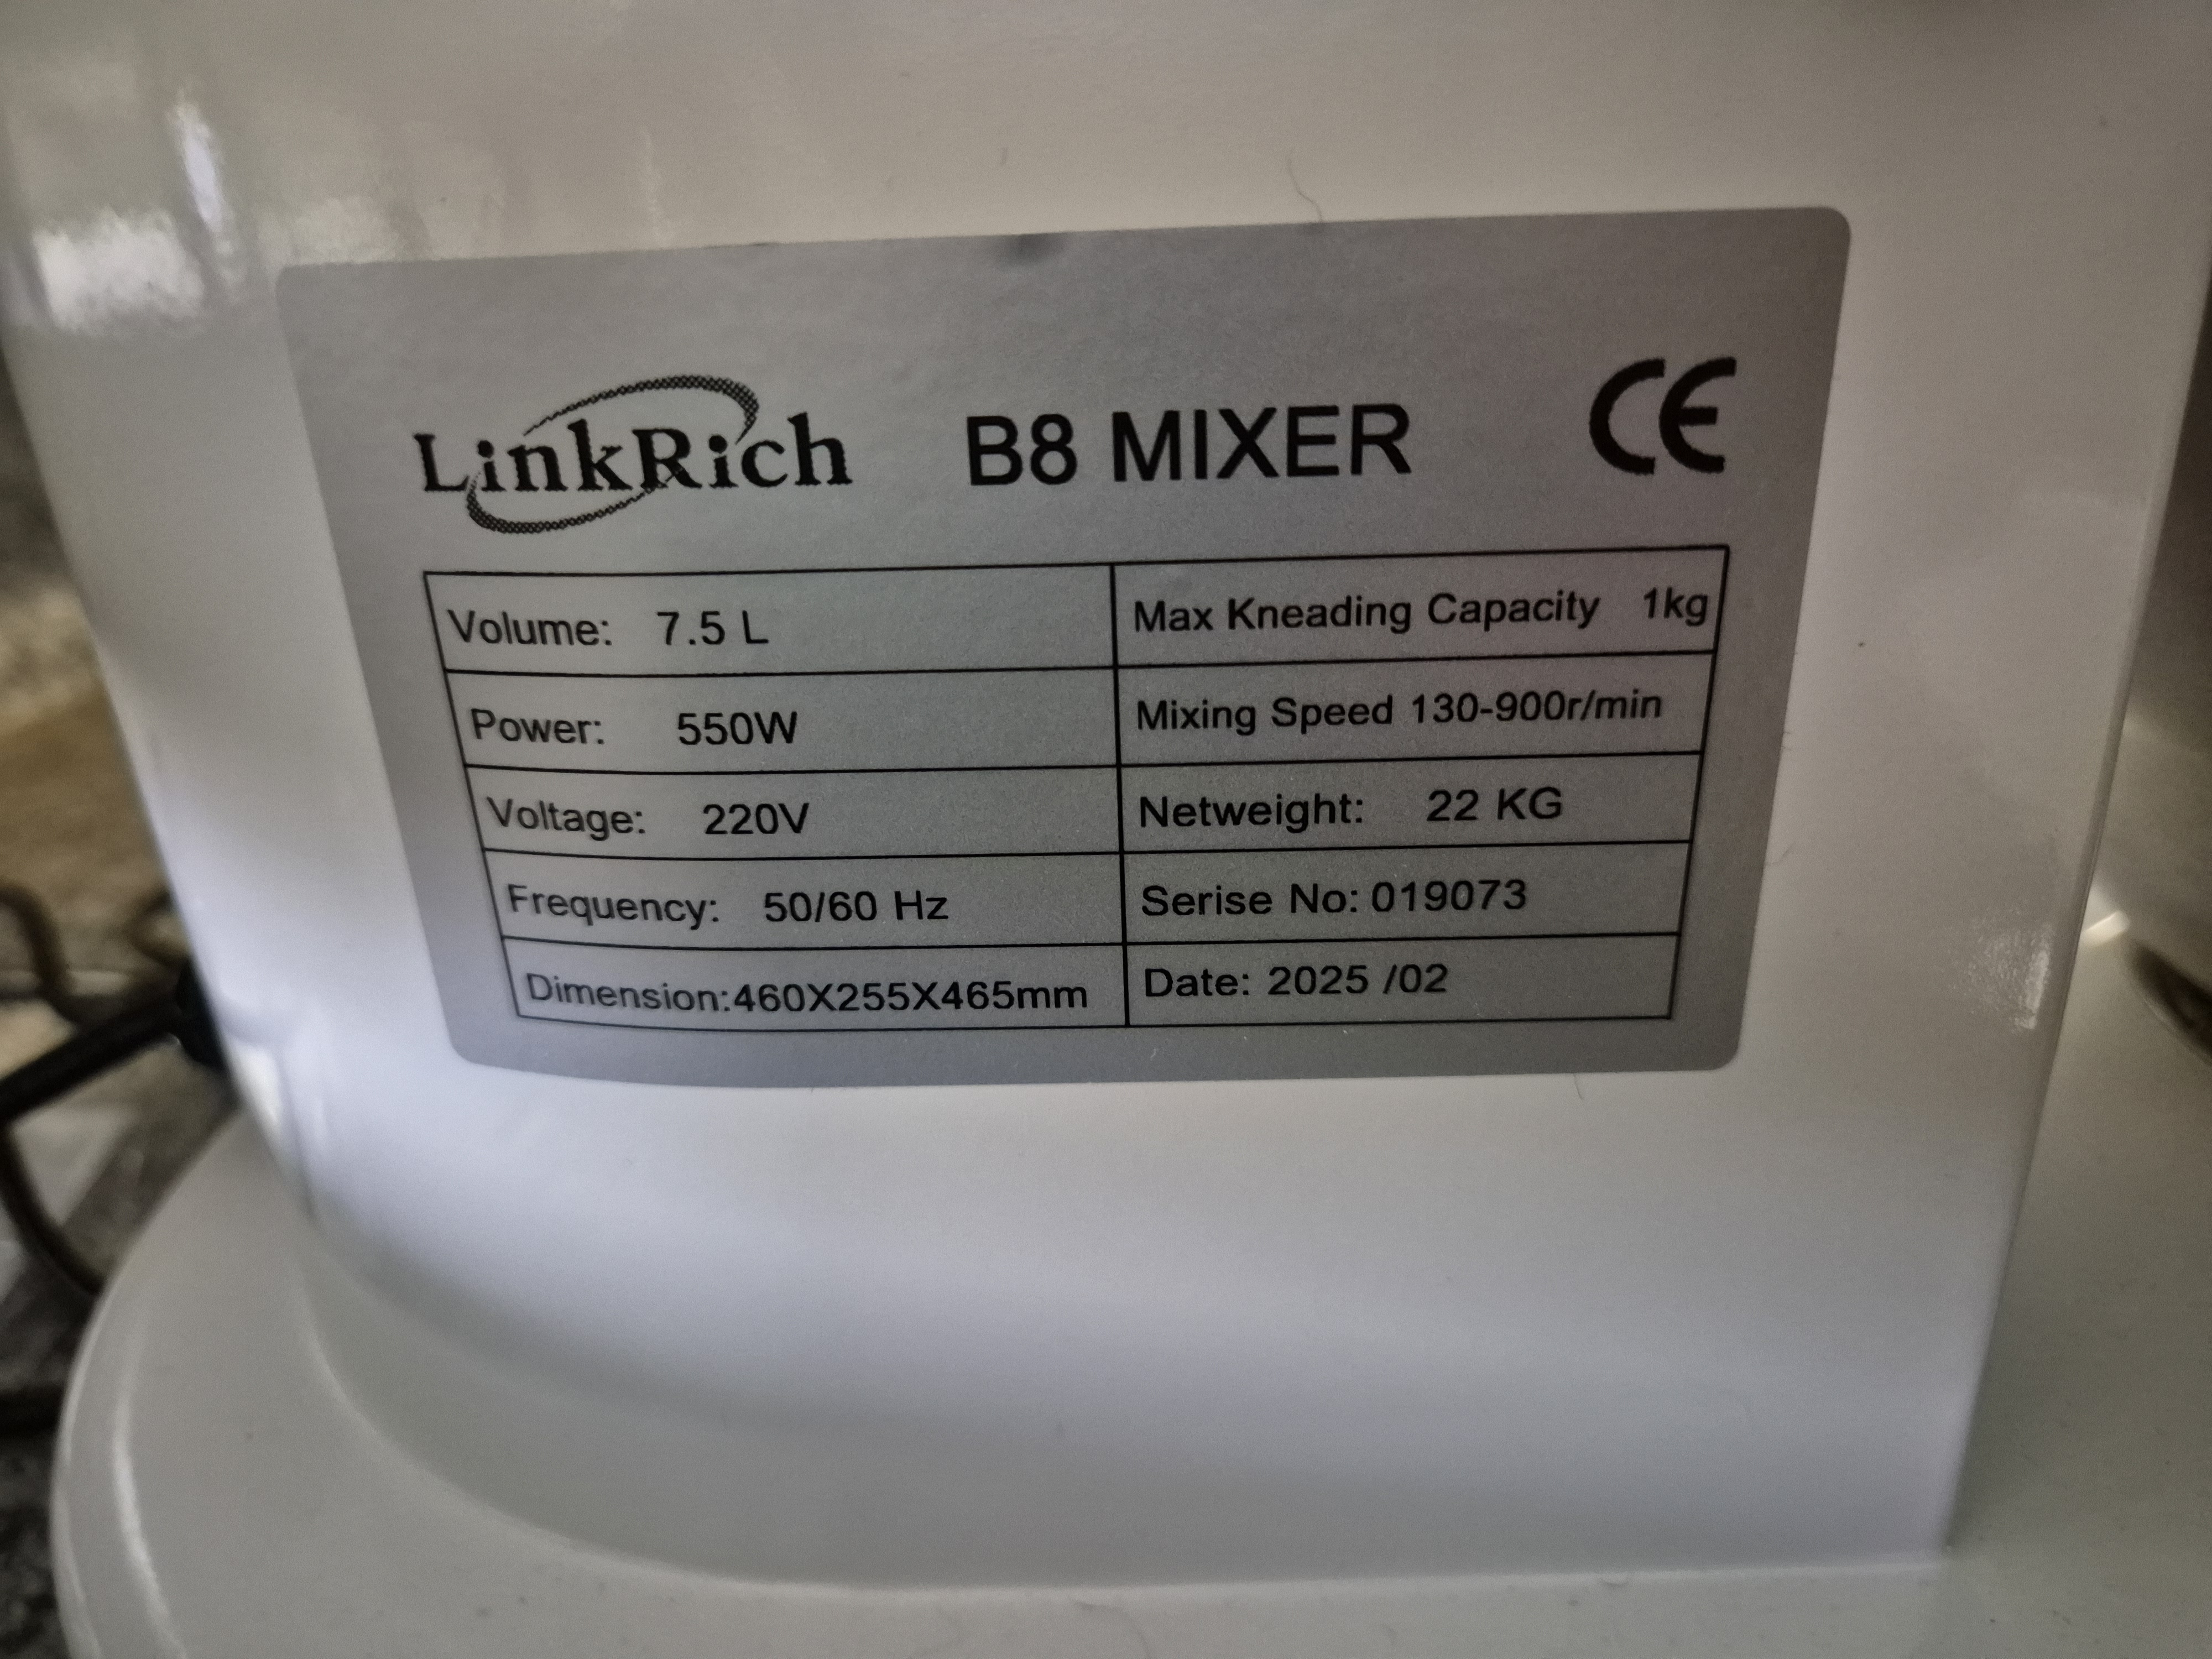 LinkRich B8 MIXER CE
Volume: 7.5 L Max Kneading Capacity 1kg
Power: 550W Mixing Speed 130-900r/min
Voltage: 220V Netweight: 22 KG
Frequency: 50/60 Hz Serise No: 019073
Dimension:460X255X465mm Date: 2025 /02